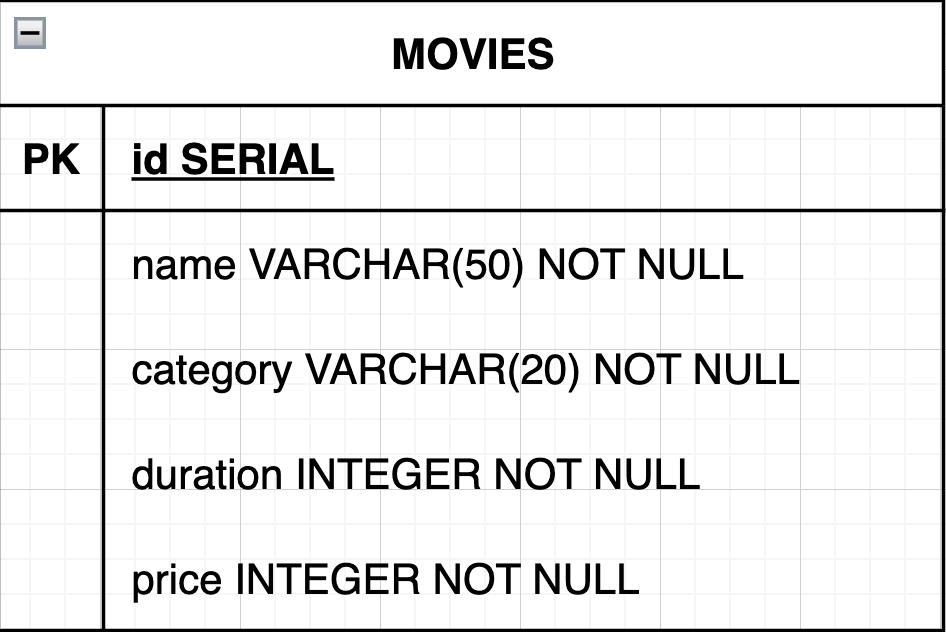 MOVIES
PK id SERIAL
name VARCHAR(50) NOT NULL
category VARCHAR(20) NOT NULL
duration INTEGER NOT NULL
price INTEGER NOT NULL